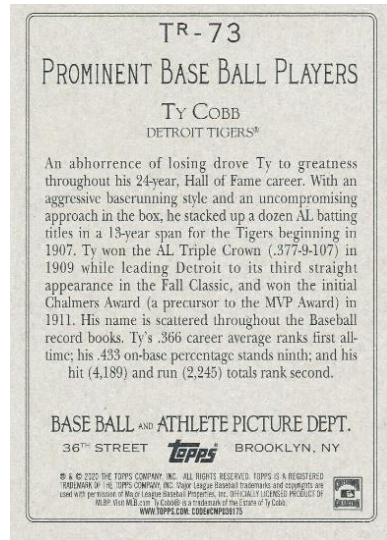 TR-73
PROMINENT BASE BALL PLAYERS
TY COBB
DETROIT TIGERS®
An abhorrence of losing drove Ty to greatness
throughout his 24-year, Hall of Fame career. With an
aggressive baserunning style and an uncompromising
approach in the box, he stacked up a dozen AL batting
titles in a 13-year span for the Tigers beginning in
1907. Ty won the AL Triple Crown (.377-9-107) in
1909 while leading Detroit to its third straight
appearance in the Fall Classic, and won the initial
Chalmers Award (a precursor to the MVP Award) in
1911. His name is scattered throughout the Baseball
record books. Ty's .366 career average ranks first all-
time; his .433 on-base percentage stands ninth; and his
hit (4,189) and run (2,245) totals rank second.
BASE BALL AND ATHLETE PICTURE DEPT.
36TH STREET topps BROOKLYN, NY
® & © 2020 THE TOPPS COMPANY, INC. ALL RIGHTS RESERVED. TOPPS IS A REGISTERED
TRADEMARK OF THE TOPPS COMPANY, INC. Major League Baseball trademarks and copyrights are
used with permission of Major League Baseball Properties, Inc. OFFICIALLY LICENSED PRODUCT OF
MLBP. Visit MLB.com Ty Cobb® is a trademark of the Estate of Ty Cobb.
WWW.TOPPS.COM: CODE#CMP036175